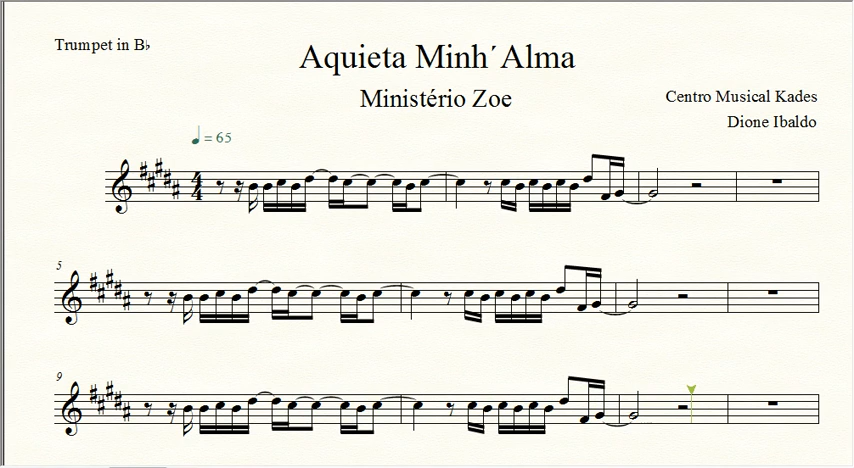 Trumpet in B♭
Aquieta Minh´Alma
Ministério Zoe
Centro Musical Kades
Dione Ibaldo
♩ = 65
4
4
5
9